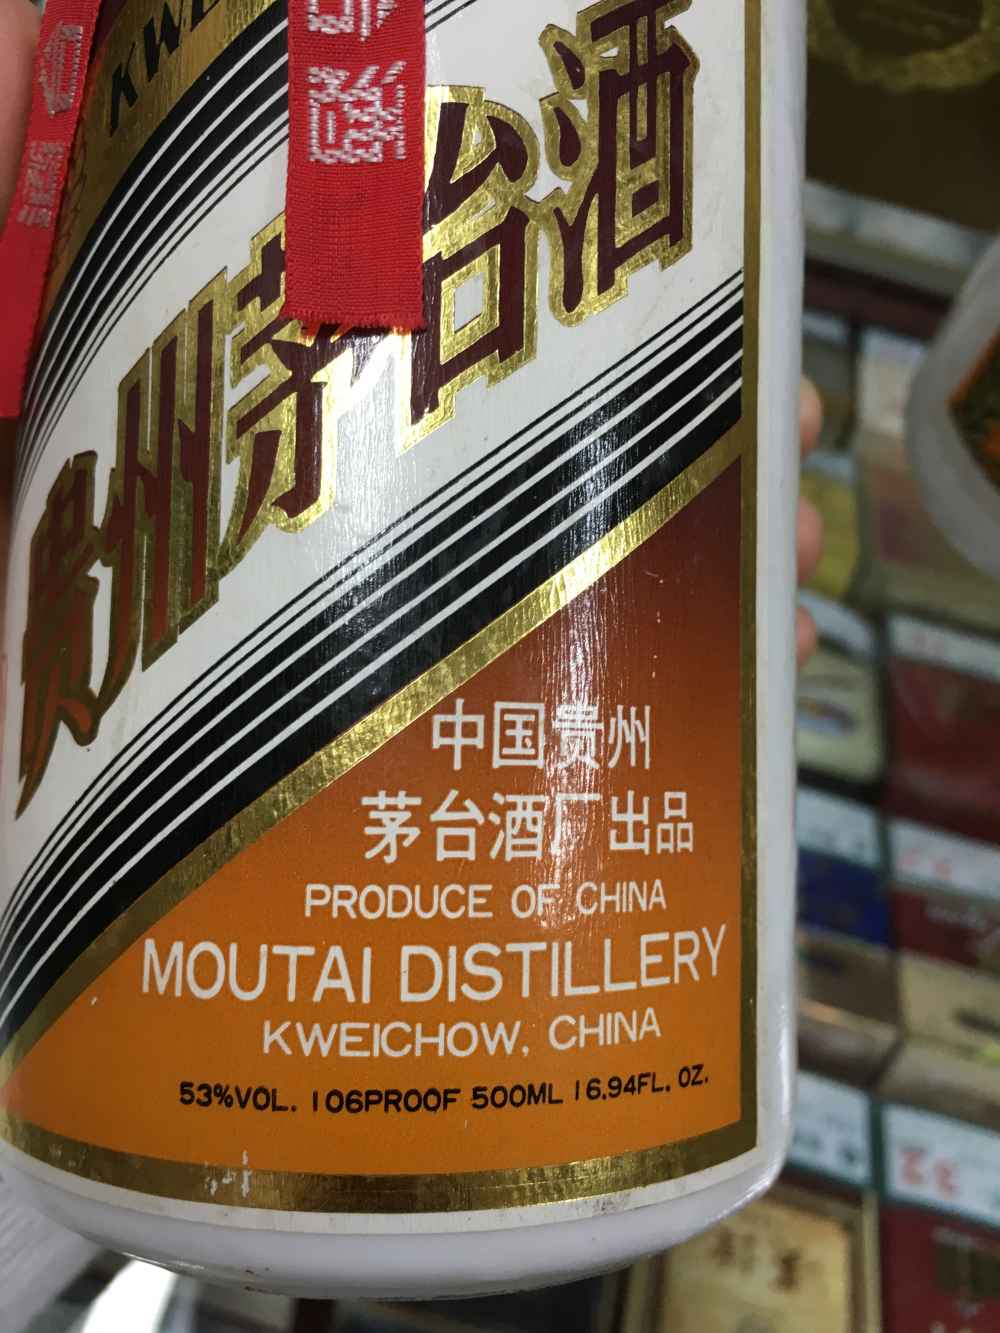 贵州茅台酒
中国贵州
茅台酒厂出品
PRODUCE OF CHINA
MOUTAI DISTILLERY
KWEICHOW, CHINA
53%VOL. 106PROOF 500ML 16.94FL. OZ.